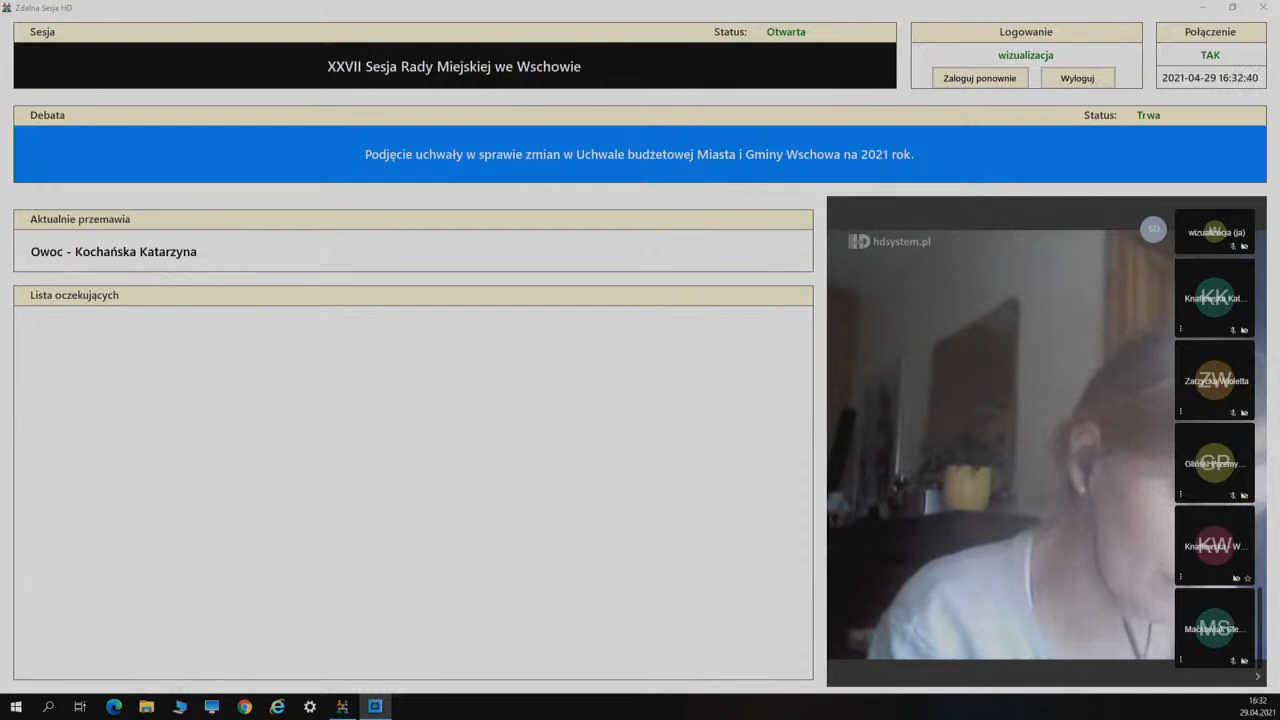 Zdalna Sesja HD
Sesja
Status: Otwarta
XXVII Sesja Rady Miejskiej we Wschowie
Logowanie
wizualizacja
Zaloguj ponownie
Wyloguj
Połączenie
TAK
2021-04-29 16:32:40
Debata
Status: Trwa
Podjęcie uchwały w sprawie zmian w Uchwale budżetowej Miasta i Gminy Wschowa na 2021 rok.
Aktualnie przemawia
Owoc - Kochańska Katarzyna
Lista oczekujących
HD hdsystem.pl
SD
wizualizacja (ja)
KK
ZW
Zarzycka Wioletta
GP
KW
MS
16:32
29.04.2021